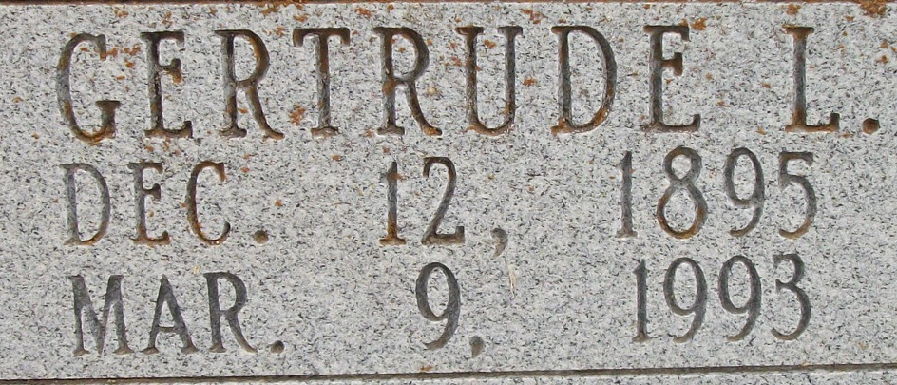 GERTRUDE L.
DEC. 12, 1895
MAR. 9, 1993